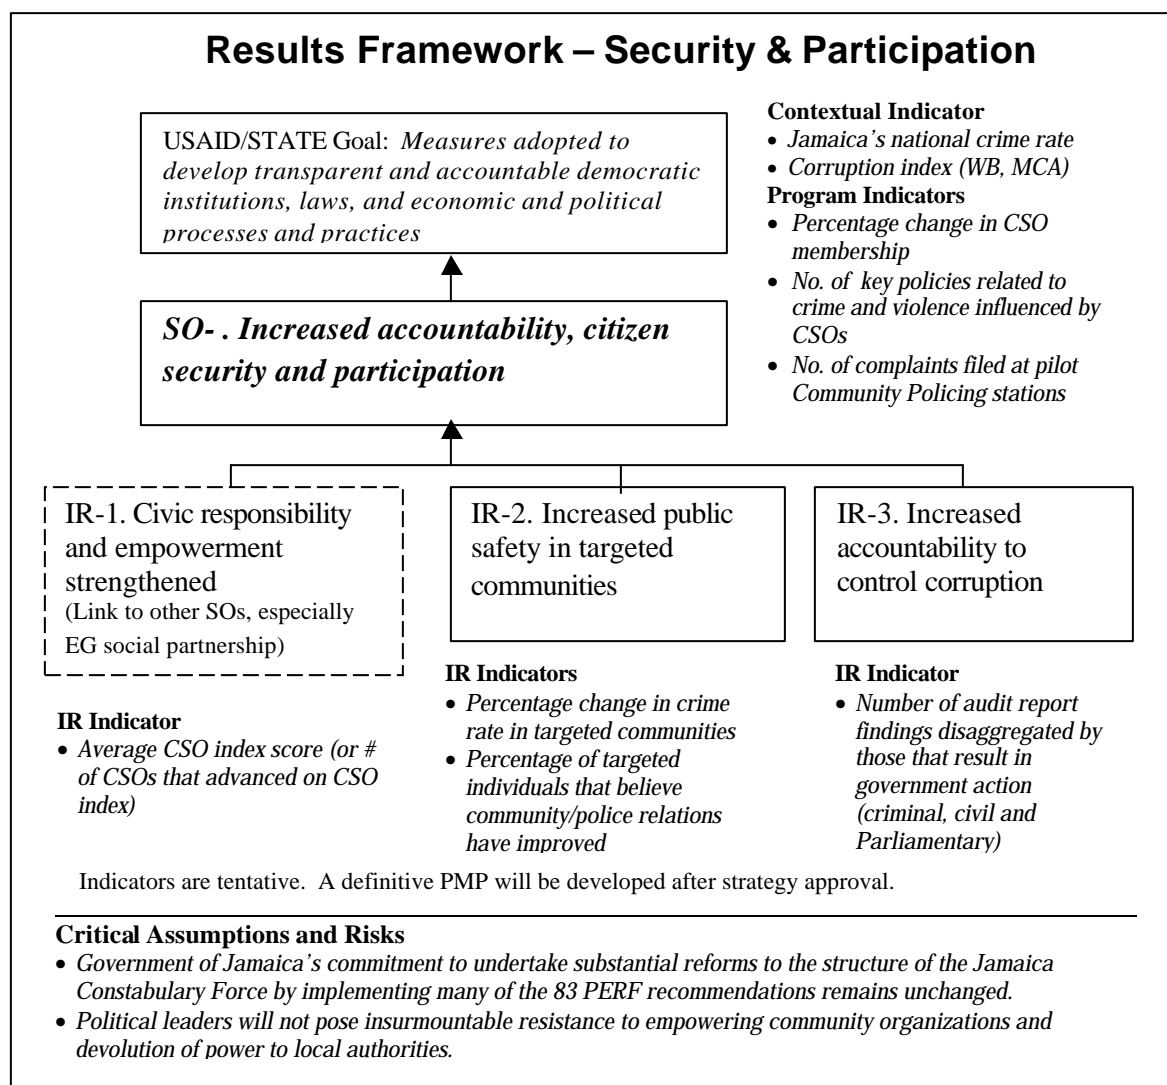 Results Framework – Security & Participation
USAID/STATE Goal: Measures adopted to
develop transparent and accountable democratic
institutions, laws, and economic and political
processes and practices
Contextual Indicator
• Jamaica's national crime rate
• Corruption index (WB, MCA)
Program Indicators
• Percentage change in CSO
membership
• No. of key policies related to
crime and violence influenced by
CSOs
• No. of complaints filed at pilot
Community Policing stations
SO- . Increased accountability, citizen
security and participation
IR-1. Civic responsibility
and empowerment
strengthened
(Link to other SOs, especially
EG social partnership)
IR Indicator
• Average CSO index score (or #
of CSOs that advanced on CSO
index)
IR-2. Increased public
safety in targeted
communities
IR Indicators
• Percentage change in crime
rate in targeted communities
• Percentage of targeted
individuals that believe
community/police relations
have improved
IR-3. Increased
accountability to
control corruption
IR Indicator
• Number of audit report
findings disaggregated by
those that result in
government action
(criminal, civil and
Parliamentary)
Indicators are tentative. A definitive PMP will be developed after strategy approval.
Critical Assumptions and Risks
• Government of Jamaica's commitment to undertake substantial reforms to the structure of the Jamaica
Constabulary Force by implementing many of the 83 PERF recommendations remains unchanged.
• Political leaders will not pose insurmountable resistance to empowering community organizations and
devolution of power to local authorities.